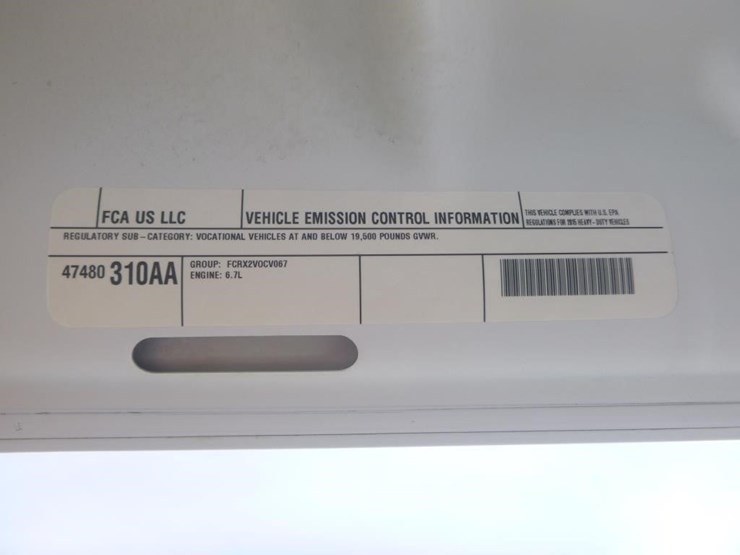 FCA US LLC
VEHICLE EMISSION CONTROL INFORMATION
THIS VEHICLE COMPLIES WITH U.S. EPA
REGULATIONS FOR 2015 HEAVY-DUTY VEHICLES
REGULATORY SUB-CATEGORY: VOCATIONAL VEHICLES AT AND BELOW 19,500 POUNDS GVWR.
47480 310AA
GROUP: FCRX2VOCV067
ENGINE: 6.7L